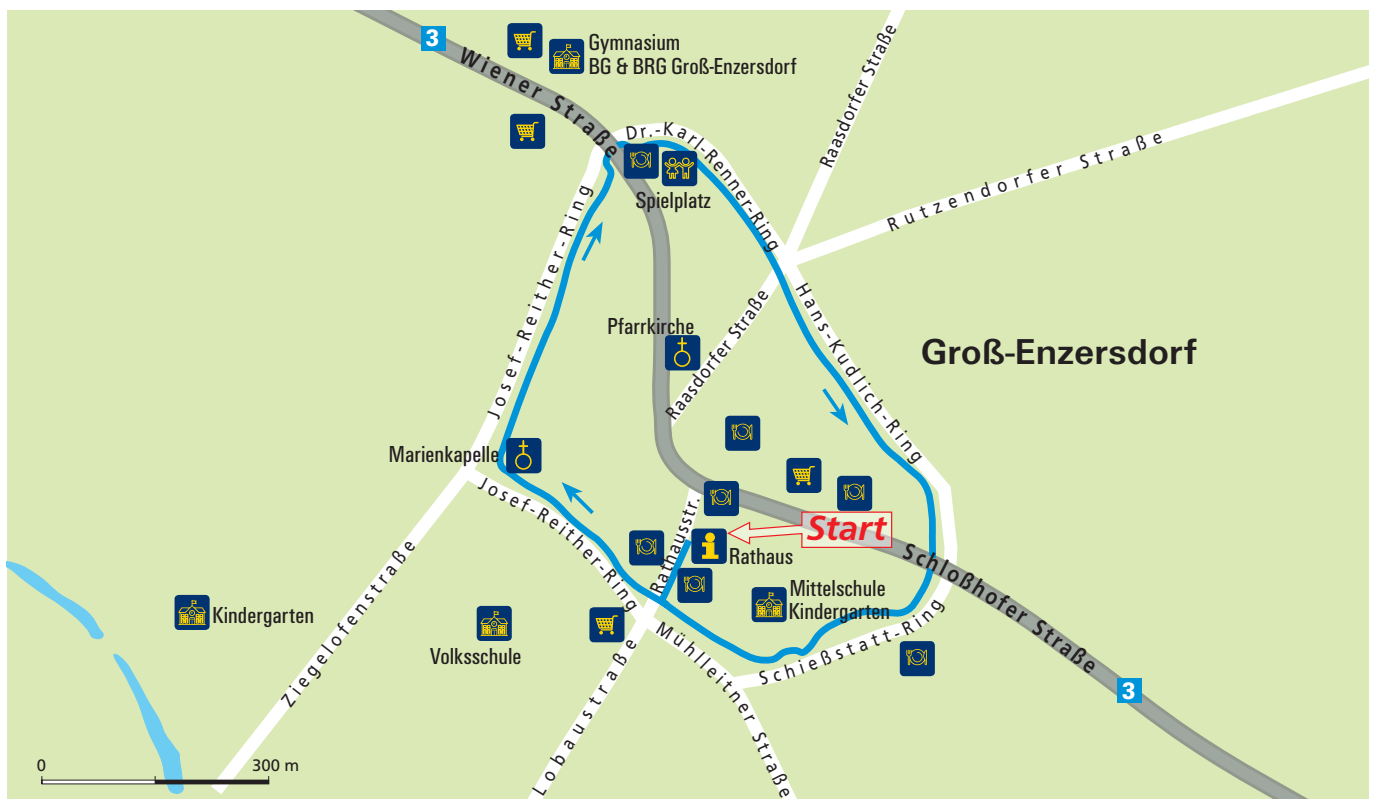 3
Wiener Straße
Gymnasium
BG & BRG Groß-Enzersdorf
Raasdorfer Straße
Dr.-Karl-Renner-Ring
Rutzendorfer Straße
Spielplatz
Josef-Reither-Ring
Hans-Kudlich-Ring
Pfarrkirche
Raasdorfer Straße
Groß-Enzersdorf
Marienkapelle
Josef-Reither-Ring
Rathausstr.
Start
Rathaus
Schloßhofer Straße
Mittelschule
Kindergarten
Kindergarten
Ziegelofenstraße
Volksschule
Mühlleitner Straße
Schießstatt-Ring
Lobaustraße
3
0
300 m